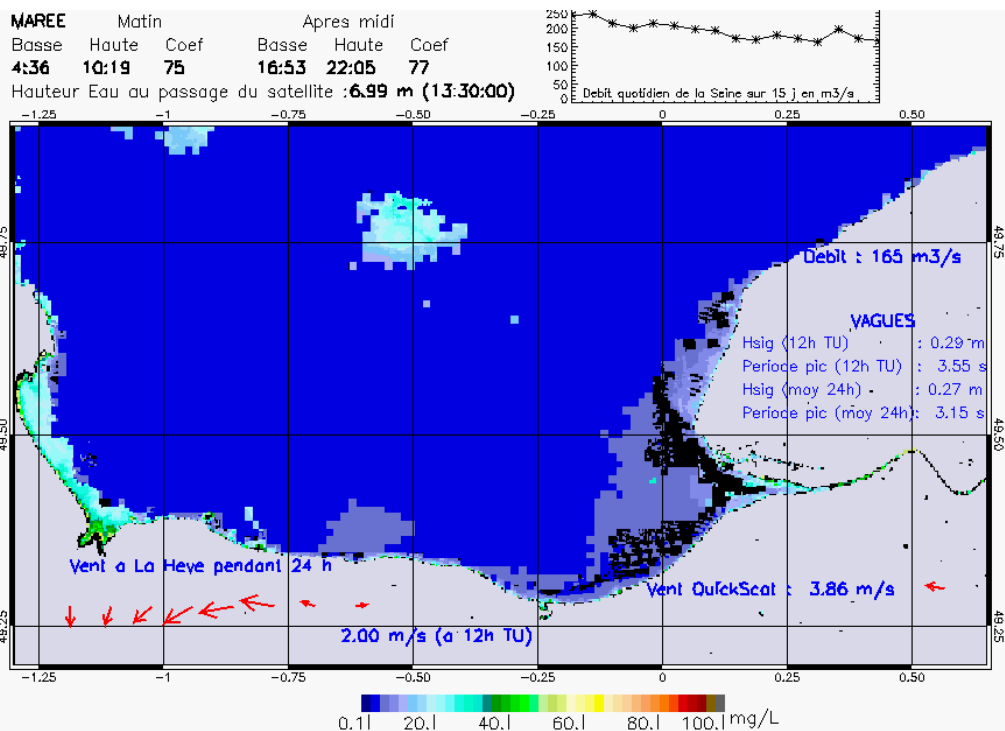 MAREE Matin Apres midi
Basse Haute Coef Basse Haute Coef
4:36 10:19 75 16:53 22:05 77
Hauteur Eau au passage du satellite :6.99 m (13:30:00)
250
200
150
100
50
0
Debit quotidien de la Seine sur 15 j en m3/s
-1.25 -1 -0.75 -0.50 -0.25 0 0.25 0.50
49.75 49.75
Debit : 165 m3/s
VAGUES
Hsig (12h TU) : 0.29 m
Periode pic (12h TU) : 3.55 s
Hsig (moy 24h) : 0.27 m
Periode pic (moy 24h): 3.15 s
49.50 49.50
Vent a La Heve pendant 24 h
Vent QuickScat : 3.86 m/s
2.00 m/s (a 12h TU)
49.25 49.25
-1.25 -1 -0.75 -0.50 -0.25 0 0.25 0.50
0.1 20.1 40.1 60.1 80.1 100.1 mg/L